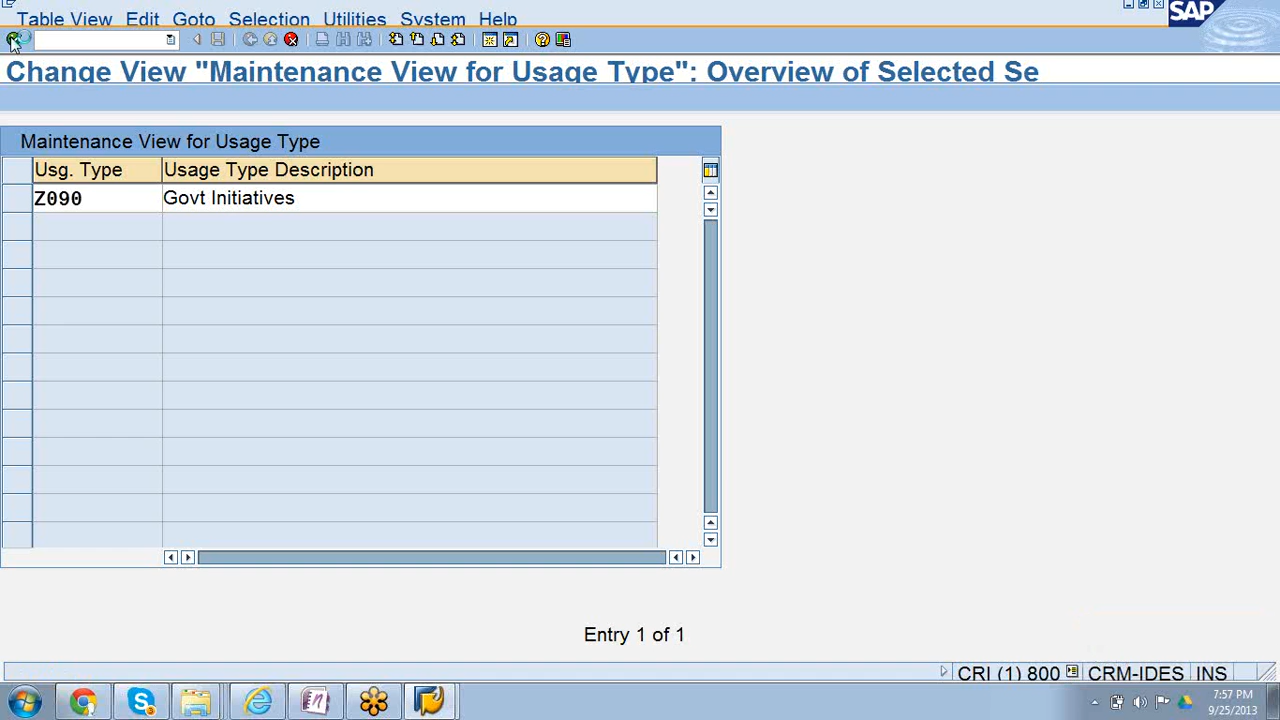 Table View Edit Goto Selection Utilities System Help
SAP
Change View "Maintenance View for Usage Type": Overview of Selected Se
Maintenance View for Usage Type
Usg. Type Usage Type Description
Z090 Govt Initiatives
Entry 1 of 1
CRI (1) 800 CRM-IDES INS
7:57 PM
9/25/2013